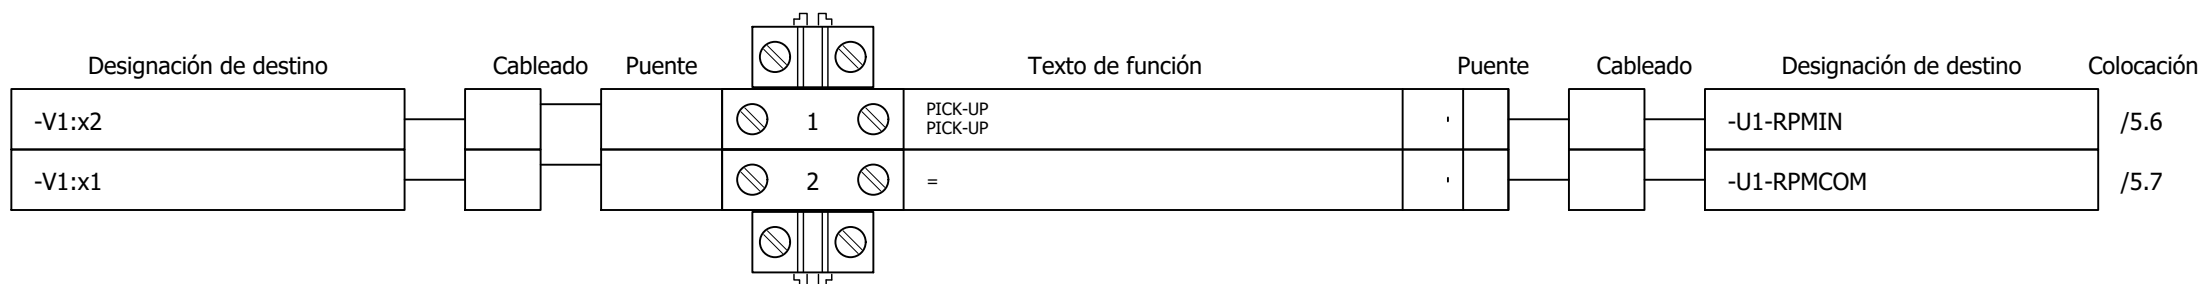 Designación de destino Cableado Puente Texto de función Puente Cableado Designación de destino Colocación
-V1:x2 1 PICK-UP ' -U1-RPMIN /5.6
PICK-UP
-V1:x1 2 = ' -U1-RPMCOM /5.7